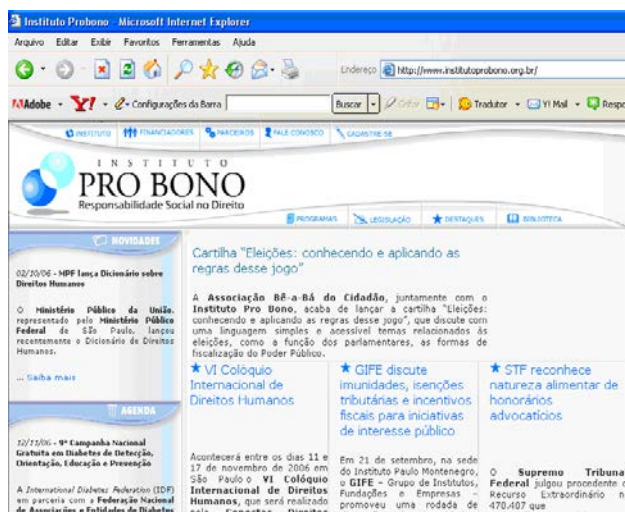 Instituto Probono - Microsoft Internet Explorer
Arquivo Editar Exibir Favoritos Ferramentas Ajuda
Endereço http://www.institutoprobono.org.br/
Adobe Y! Configurações da Barra Buscar Tradutor Y! Mail Respo
INSTITUTO FINANCIADORES PARCEIROS FALE CONOSCO CADASTRE-SE
INSTITUTO
PRO BONO
Responsabilidade Social no Direito
PROGRAMAS LEGISLAÇÃO DESTAQUES BIBLIOTECA
NOVIDADES
02/10/06 - MPF lança Dicionário sobre
Direitos Humanos
O Ministério Público da União,
representado pelo Ministério Público
Federal de São Paulo, lançou
recentemente o Dicionário de Direitos
Humanos.
... Saiba mais
AGENDA
12/11/06 - 9ª Campanha Nacional
Gratuita em Diabetes de Detecção,
Orientação, Educação e Prevenção
A International Diabetes Federation (IDF)
em parceria com a Federação Nacional
de Associações e Entidades de Diabetes
Cartilha "Eleições: conhecendo e aplicando as
regras desse jogo"
A Associação Bê-a-Bá do Cidadão, juntamente com o
Instituto Pro Bono, acaba de lançar a cartilha "Eleições:
conhecendo e aplicando as regras desse jogo", que discute com
uma linguagem simples e acessível temas relacionados às
eleições, como a função dos parlamentares, as formas de
fiscalização do Poder Público.
VI Colóquio
Internacional de
Direitos Humanos
Acontecerá entre os dias 11 e
17 de novembro de 2006 em
São Paulo o VI Colóquio
Internacional de Direitos
Humanos, que será realizado
pela Conectas Direitos
GIFE discute
imunidades, isenções
tributárias e incentivos
fiscais para iniciativas
de interesse público
Em 21 de setembro, na sede
do Instituto Paulo Montenegro,
o GIFE - Grupo de Institutos,
Fundações e Empresas -
promoveu uma rodada de
STF reconhece
natureza alimentar de
honorários
advocatícios
O Supremo Tribuna
Federal julgou procedente o
Recurso Extraordinário n
470.407 que